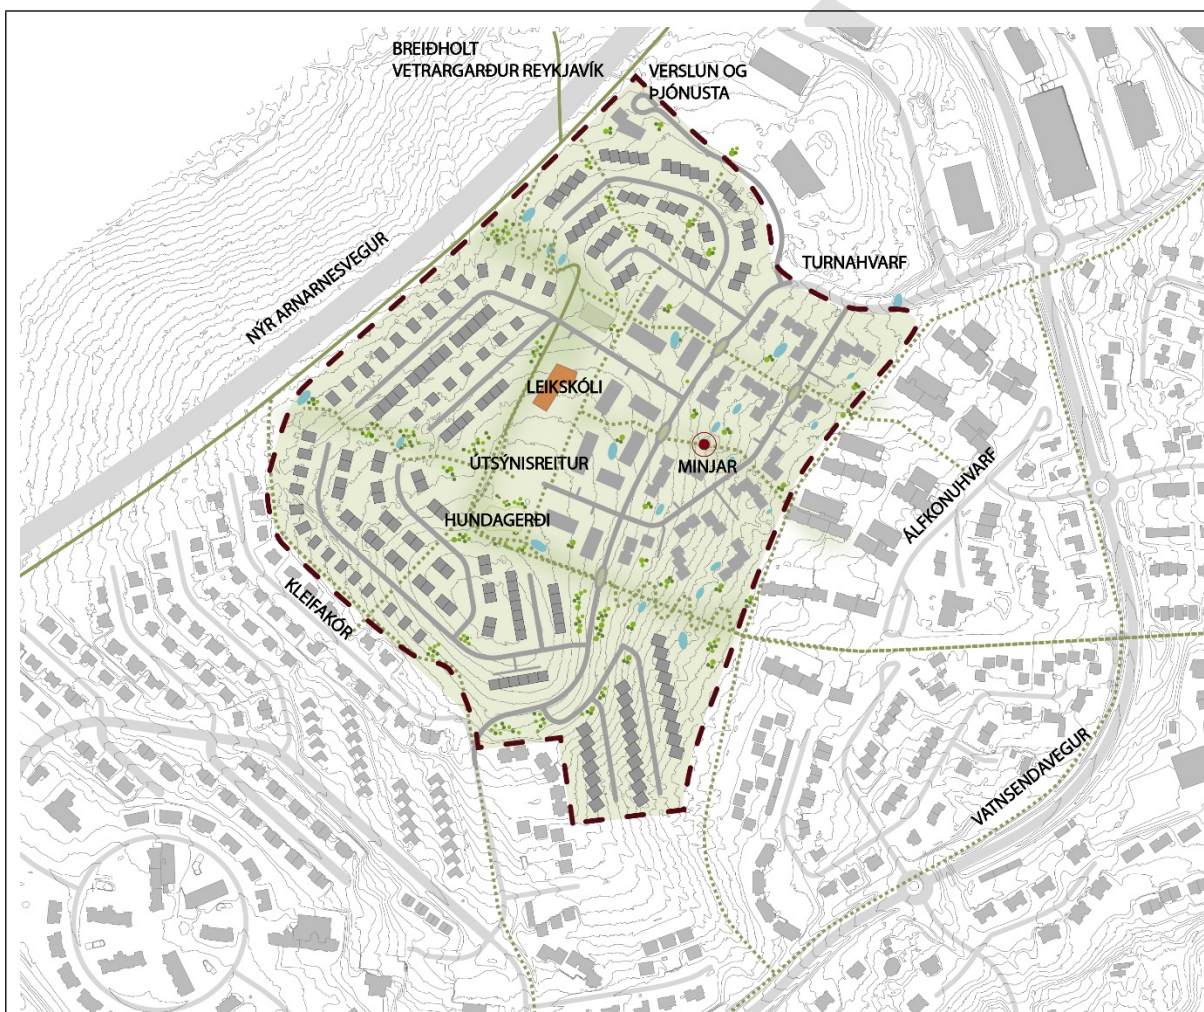 BREIÐHOLT
VETRARGARÐUR REYKJAVÍK
VERSLUN OG
ÞJÓNUSTA
NÝR ARNARNESVEGUR
TURNAHVARF
LEIKSKÓLI
ÚTSÝNISREITUR
MINJAR
HUNDAGERÐI
ÁLFKONUHVARF
KLEIFAKÓR
VATNSENDAVEGUR